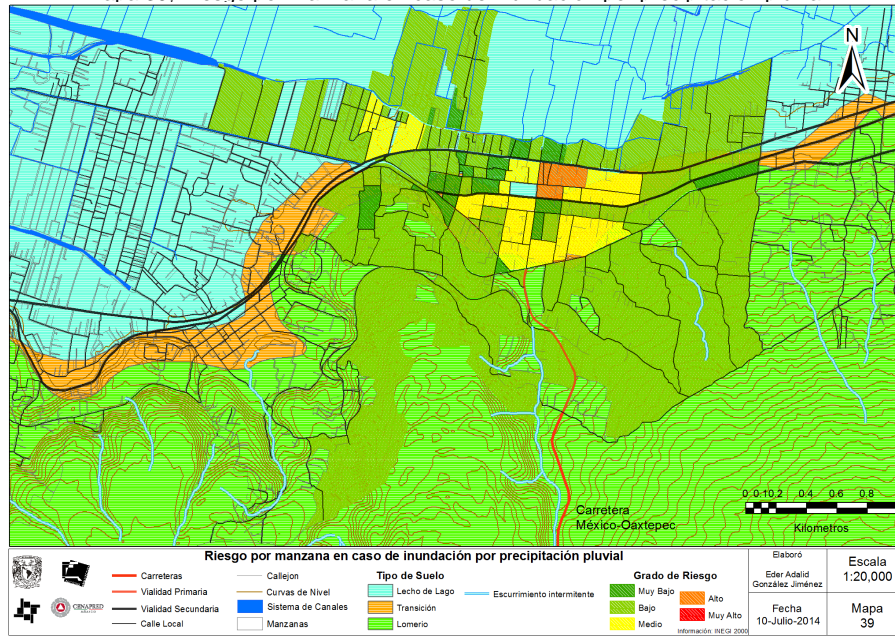 N
Carretera
México-Oaxtepec
0 0.10.2 0.4 0.6 0.8
Kilometros
Riesgo por manzana en caso de inundación por precipitación pluvial
CENAPRED
Carreteras
Vialidad Primaria
Vialidad Secundaria
Calle Local
Callejon
Curvas de Nivel
Sistema de Canales
Manzanas
Tipo de Suelo
Lecho de Lago
Transición
Lomerio
Escurrimiento intermitente
Grado de Riesgo
Muy Bajo
Bajo
Medio
Alto
Muy Alto
Información INEGI 2000
Elaboró
Eder Adalid
González Jiménez
Fecha
10-Julio-2014
Escala
1:20,000
Mapa
39